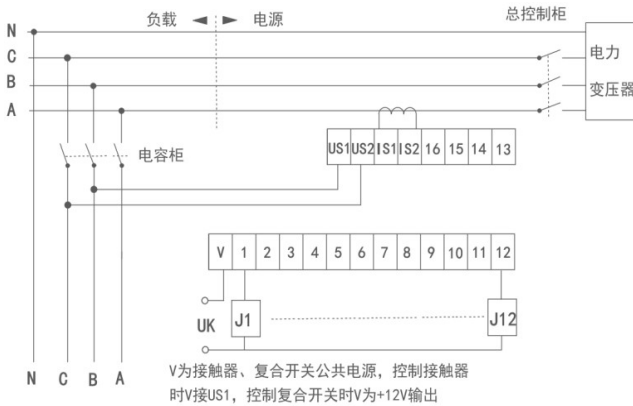 负载 电源 总控制柜
N
C 电力
B 变压器
A
电容柜 US1 US2 IS1 IS2 16 15 14 13
V 1 2 3 4 5 6 7 8 9 10 11 12
UK J1 J12
N C B A
V为接触器、复合开关公共电源，控制接触器
时V接US1，控制复合开关时V为+12V输出